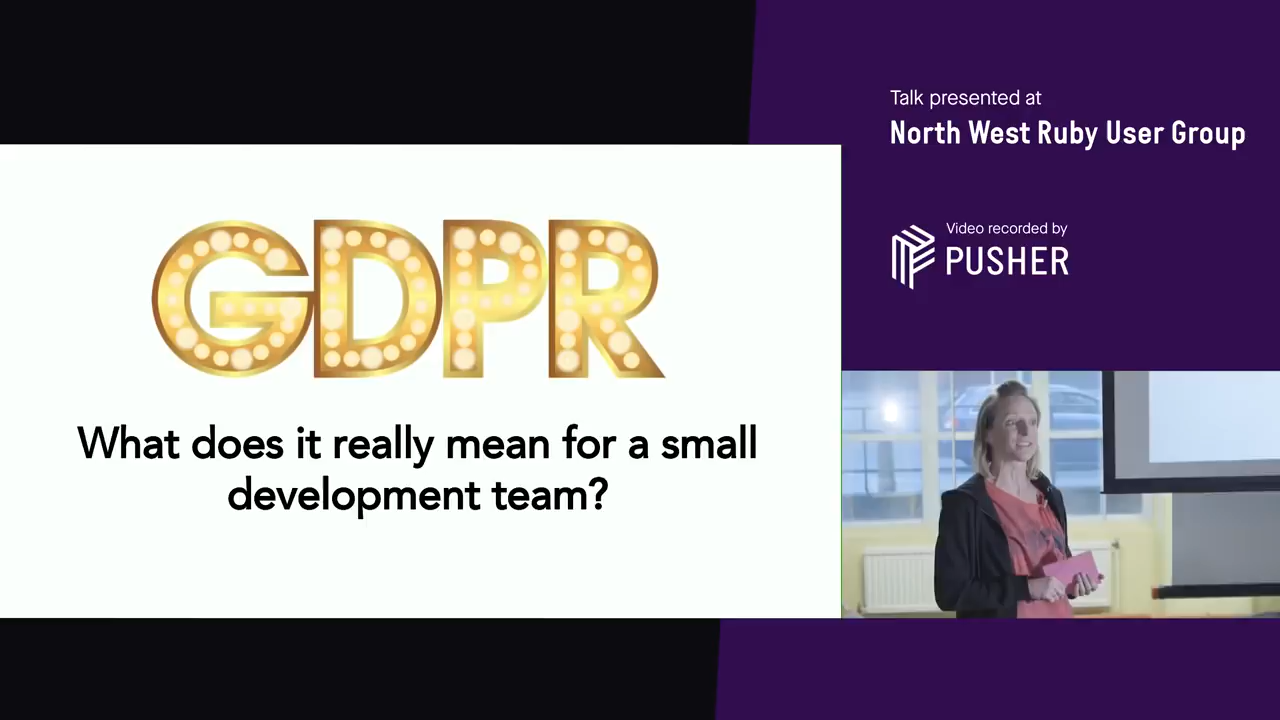 GDPR
What does it really mean for a small
development team?
Talk presented at
North West Ruby User Group
Video recorded by
PUSHER